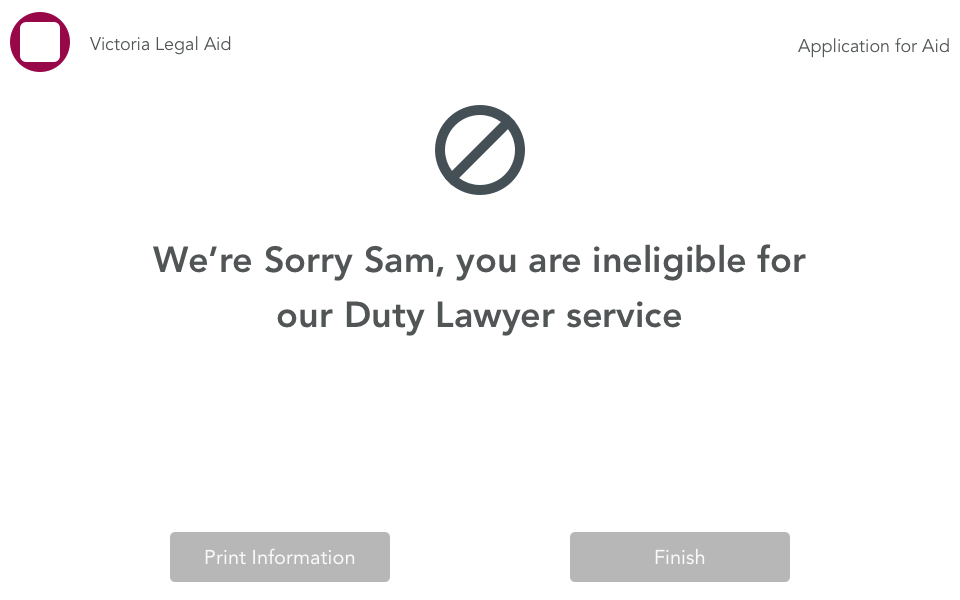 Victoria Legal Aid
Application for Aid
We’re Sorry Sam, you are ineligible for
our Duty Lawyer service
Print Information
Finish